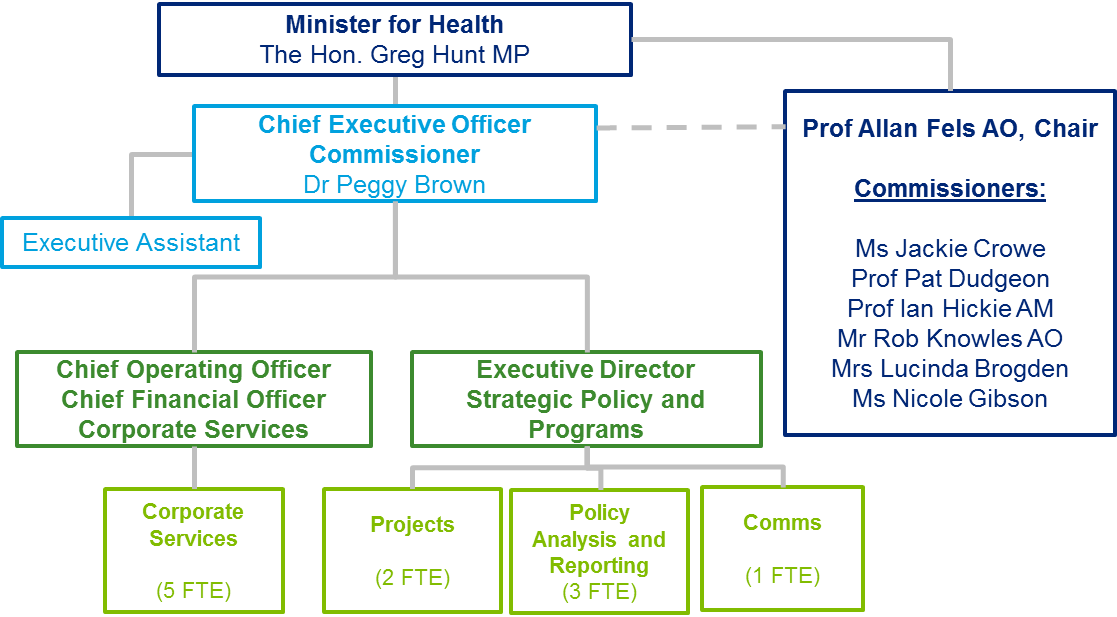 Minister for Health
The Hon. Greg Hunt MP
Chief Executive Officer
Commissioner
Dr Peggy Brown
Executive Assistant
Prof Allan Fels AO, Chair
Commissioners:
Ms Jackie Crowe
Prof Pat Dudgeon
Prof Ian Hickie AM
Mr Rob Knowles AO
Mrs Lucinda Brogden
Ms Nicole Gibson
Chief Operating Officer
Chief Financial Officer
Corporate Services
Executive Director
Strategic Policy and
Programs
Corporate
Services
(5 FTE)
Projects
(2 FTE)
Policy
Analysis and
Reporting
(3 FTE)
Comms
(1 FTE)